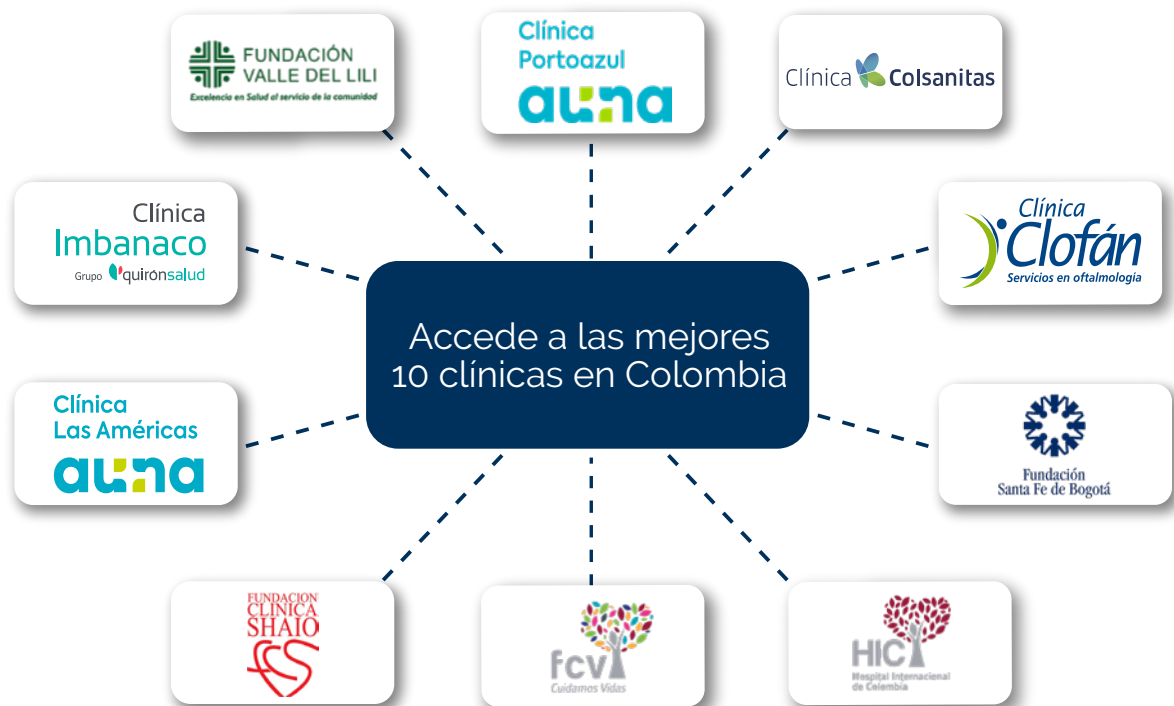 FUNDACIÓN
VALLE DEL LILI
Excelencia en Salud al servicio de la comunidad
Clínica
Portoazul
auna
Clínica Colsanitas
Clínica
Imbanaco
Grupo quirónsalud
Clínica
Clofán
Servicios en oftalmología
Accede a las mejores
10 clínicas en Colombia
Clínica
Las Américas
auna
Fundación
Santa Fe de Bogotá
FUNDACION
CLINICA
SHAIO
fcv
Cuidamos Vidas
HIC
Hospital Internacional
de Colombia